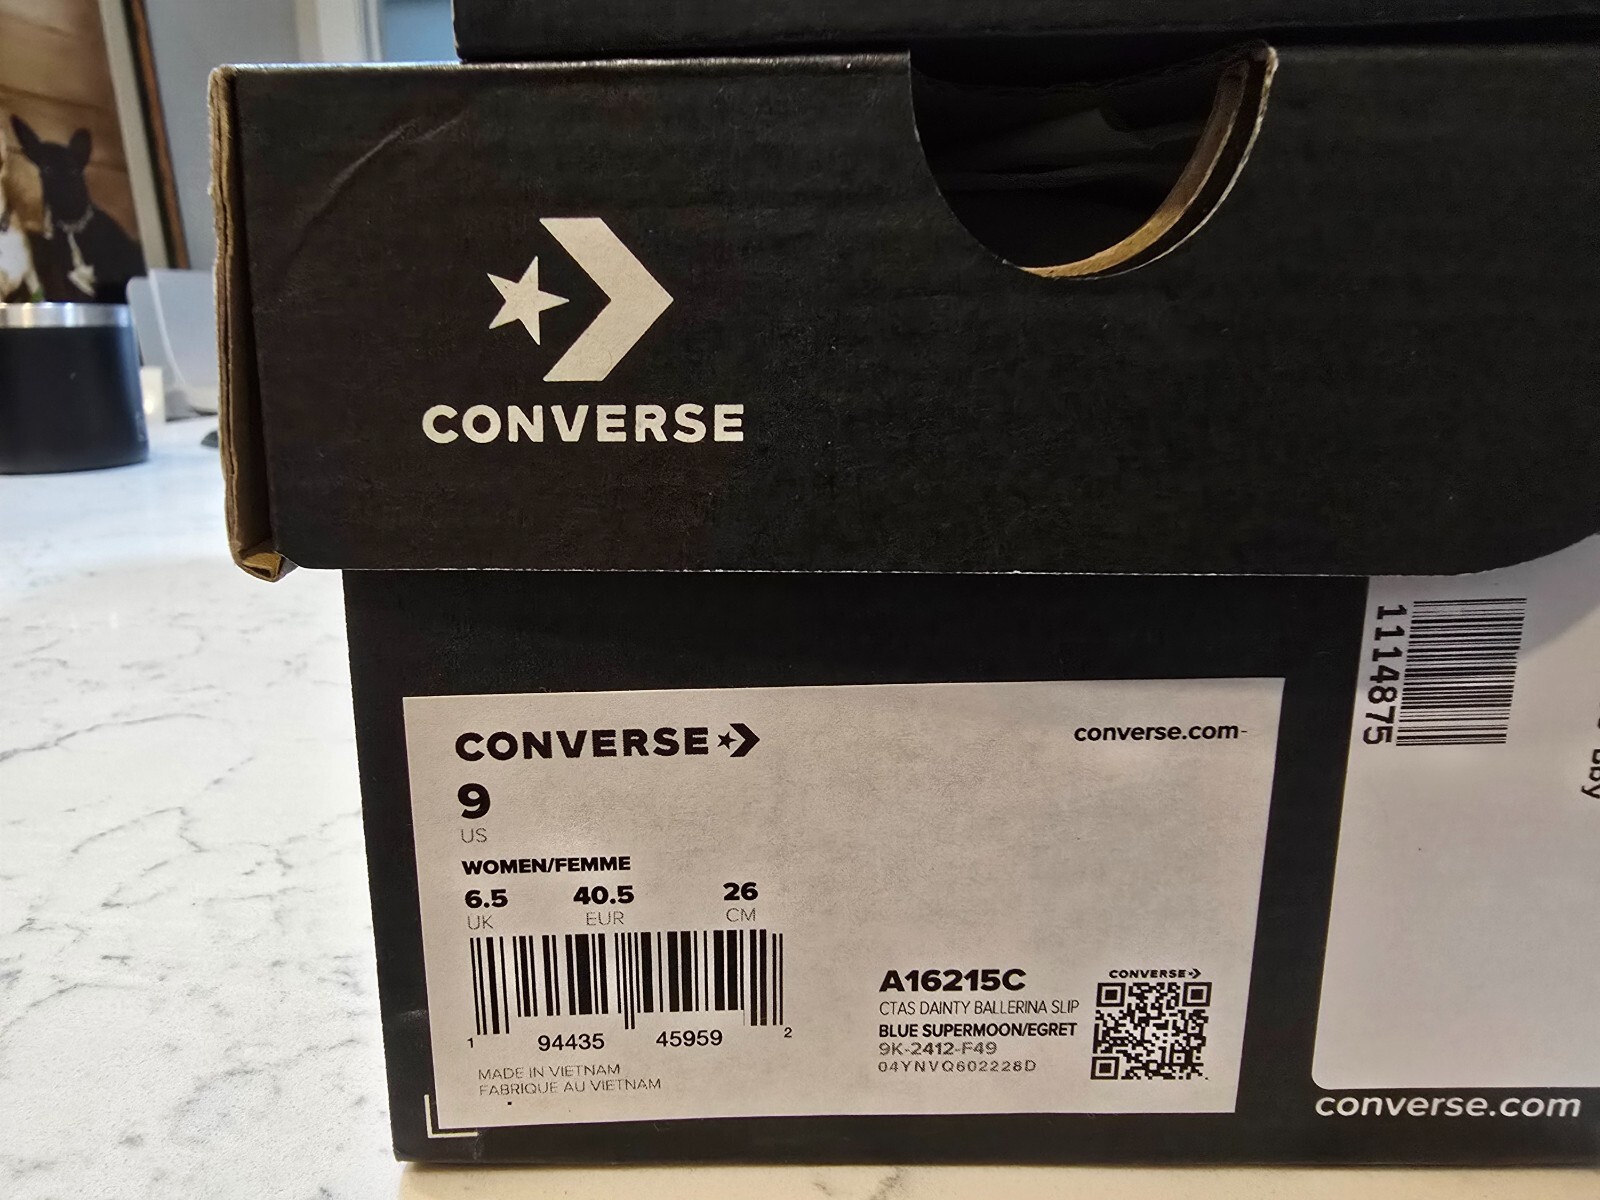 CONVERSE
CONVERSE
converse.com
9
US
WOMEN/FEMME
6.5 40.5 26
UK EUR CM
1 94435 45959 2
MADE IN VIETNAM
FABRIQUE AU VIETNAM
A16215C
CTAS DAINTY BALLERINA SLIP
BLUE SUPERMOON/EGRET
9K-2412-F49
04YNVQ602228D
CONVERSE
1114875
converse.com